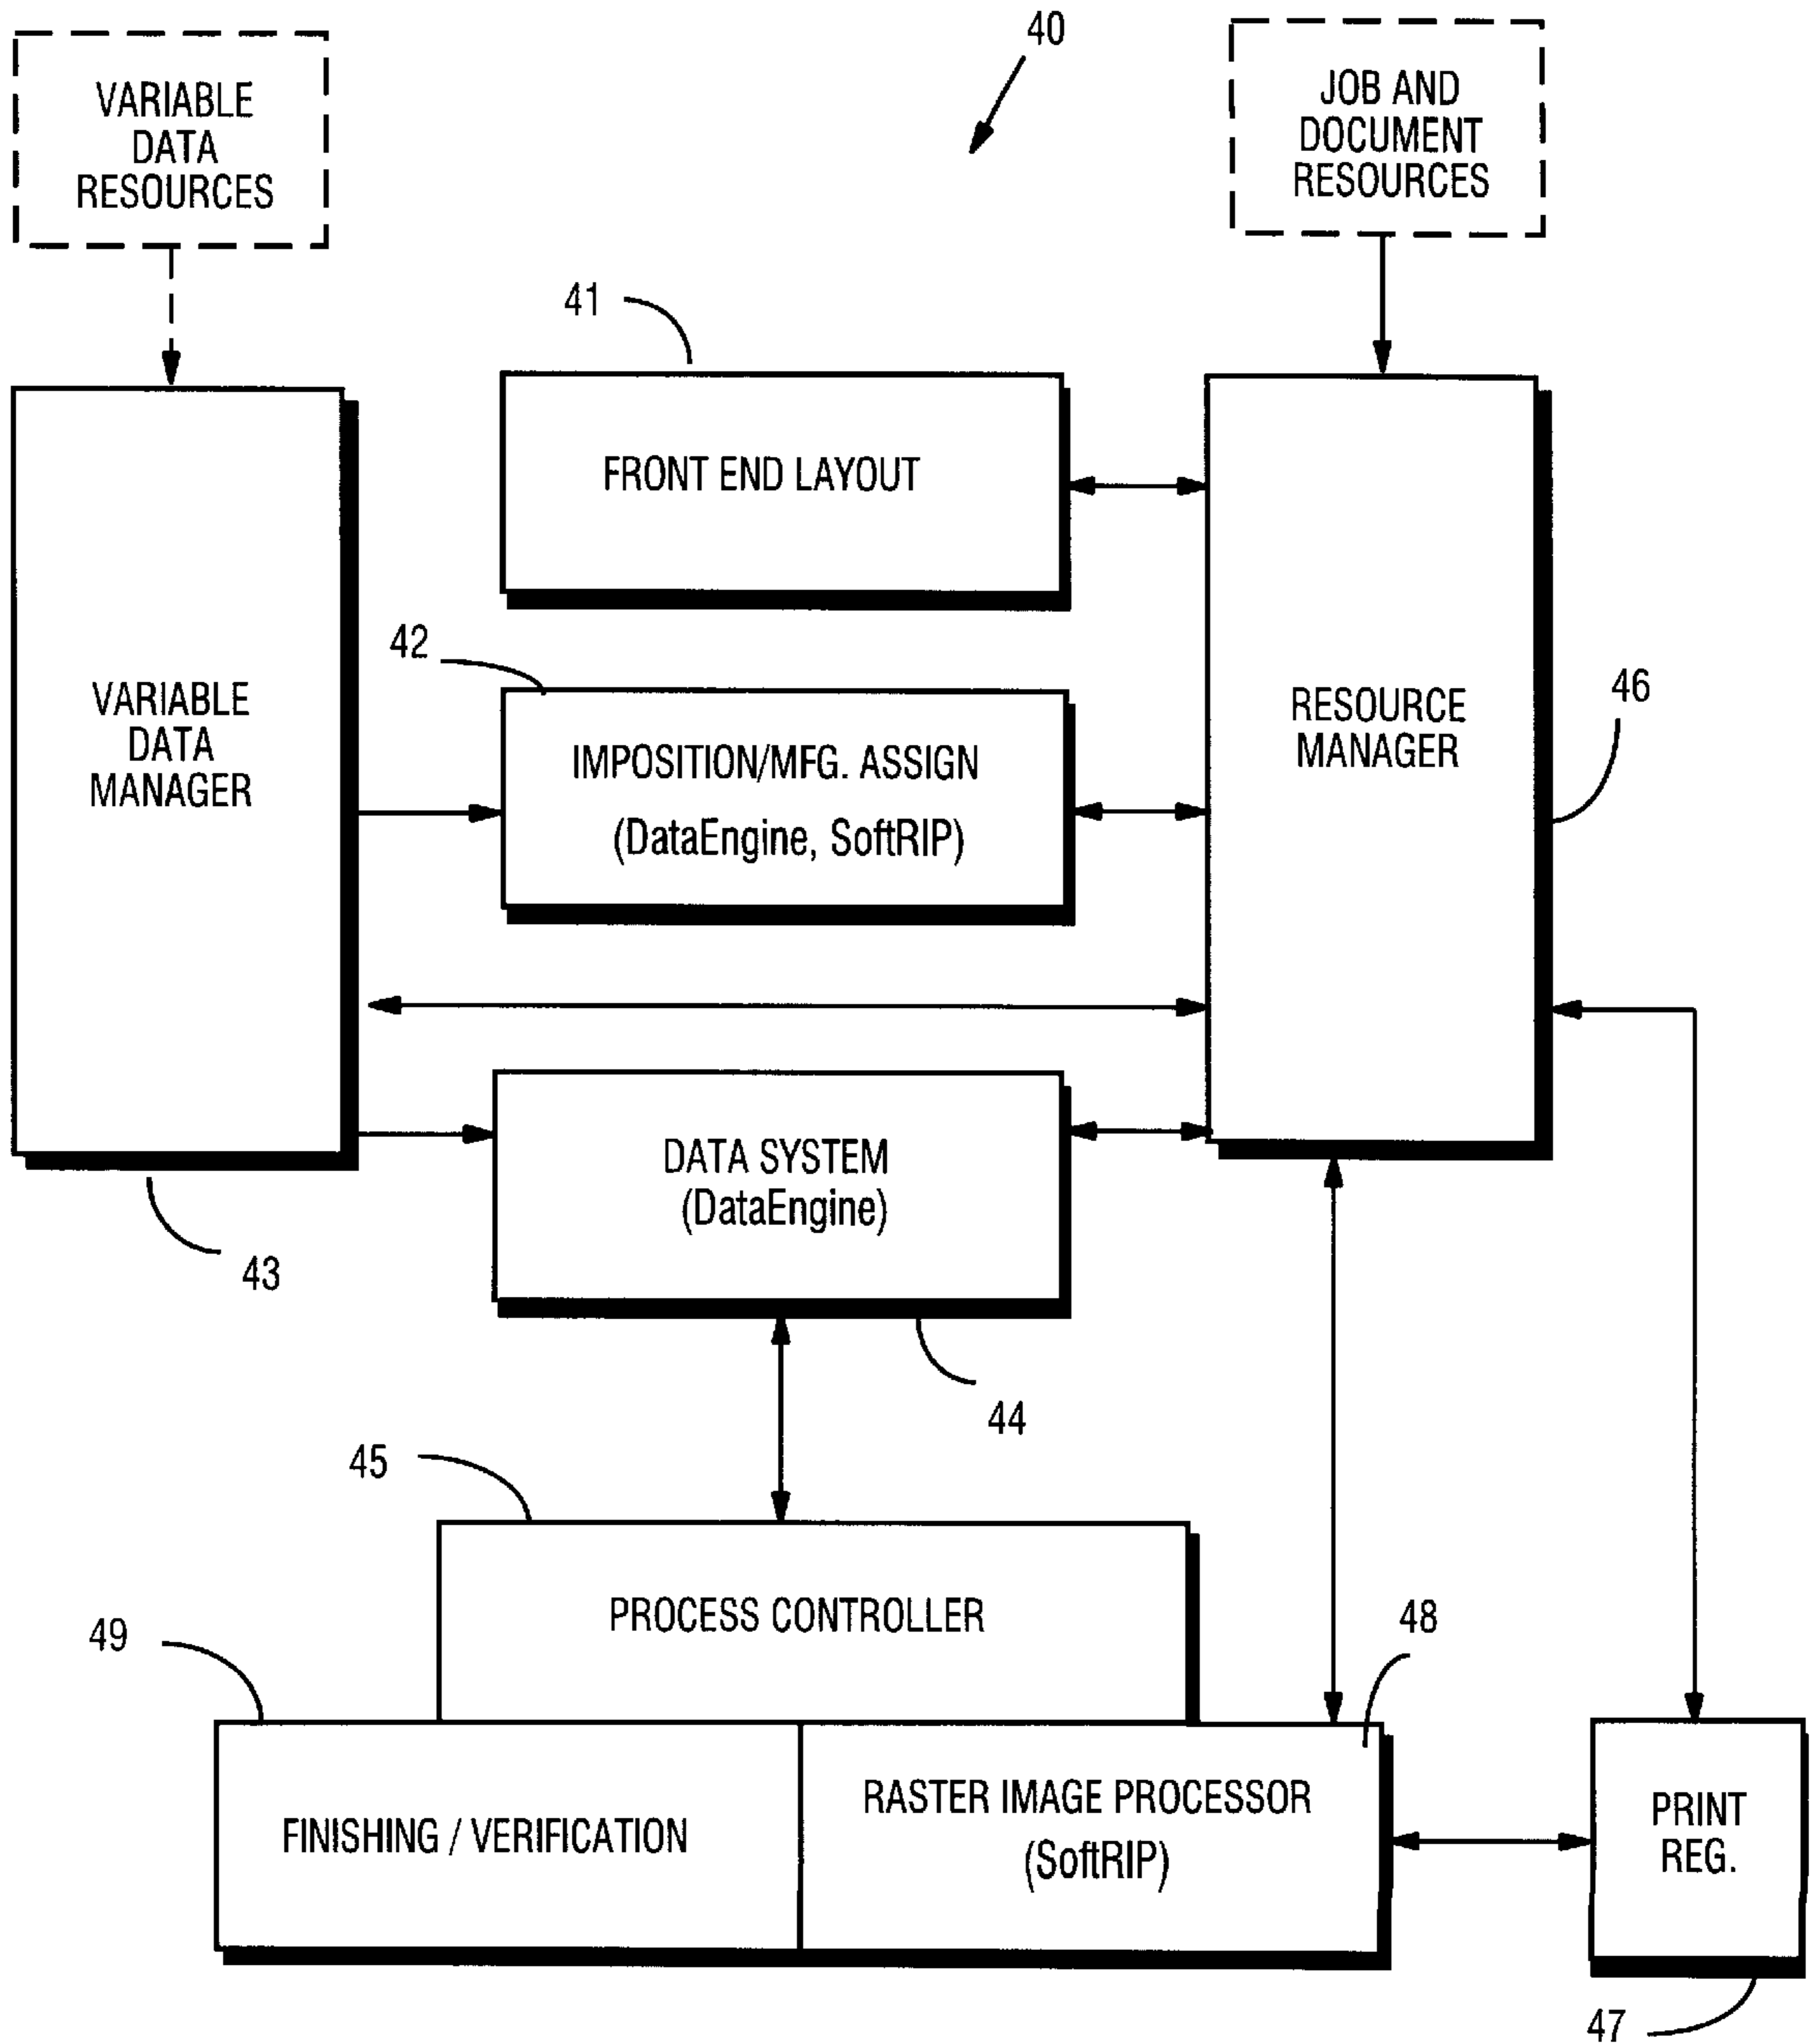 40
VARIABLE
DATA
RESOURCES
JOB AND
DOCUMENT
RESOURCES
41
FRONT END LAYOUT
42
VARIABLE
DATA
MANAGER
IMPOSITION/MFG. ASSIGN
(DataEngine, SoftRIP)
RESOURCE
MANAGER
46
DATA SYSTEM
(DataEngine)
43
44
45
PROCESS CONTROLLER
49
48
FINISHING / VERIFICATION
RASTER IMAGE PROCESSOR
(SoftRIP)
PRINT
REG.
47